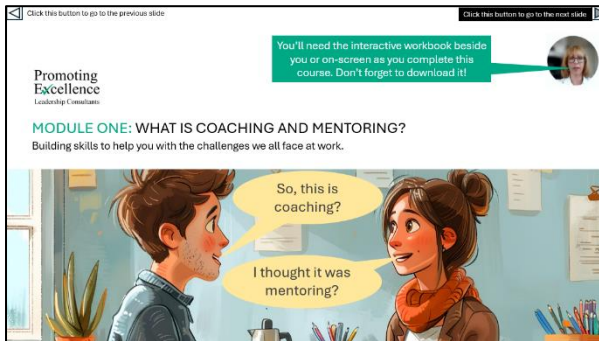 Click this button to go to the previous slide
Click this button to go to the next slide
You'll need the interactive workbook beside
you or on-screen as you complete this
course. Don't forget to download it!
Promoting
Excellence
Leadership Consultants
MODULE ONE: WHAT IS COACHING AND MENTORING?
Building skills to help you with the challenges we all face at work.
So, this is
coaching?
I thought it was
mentoring?